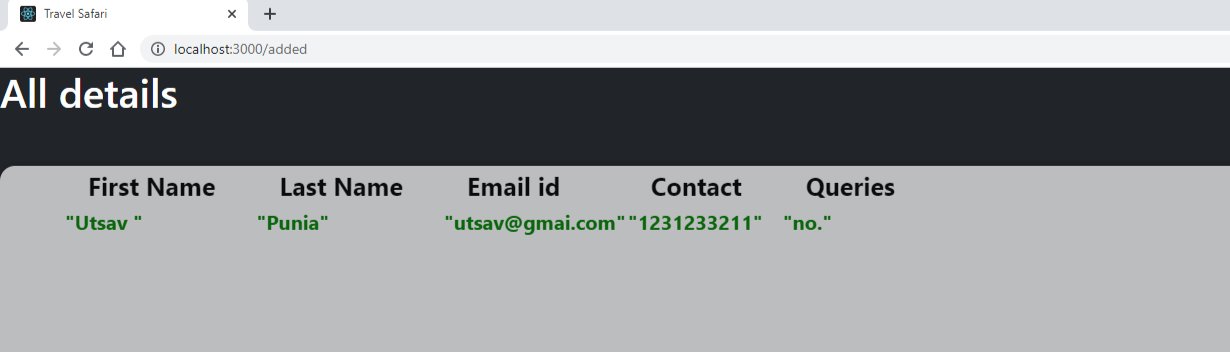 Travel Safari
localhost:3000/added
All details
First Name Last Name Email id Contact Queries
"Utsav " "Punia" "utsav@gmai.com" "1231233211" "no."